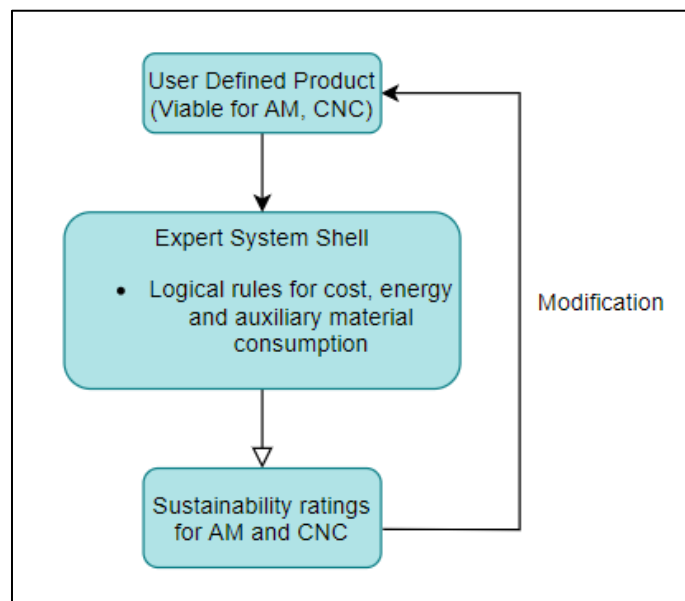 User Defined Product
(Viable for AM, CNC)
Expert System Shell
• Logical rules for cost, energy
and auxiliary material
consumption
Modification
Sustainability ratings
for AM and CNC